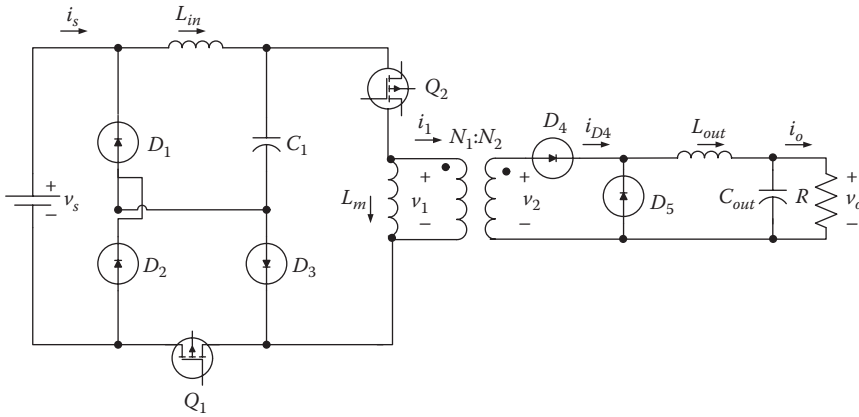 i_s
L_in
Q_2
D_1
C_1
i_1
N_1:N_2
D_4
i_D4
L_out
i_o
+
v_s
−
L_m
+
v_1
−
+
v_2
−
D_5
C_out
R
+
v_o
−
D_2
D_3
Q_1